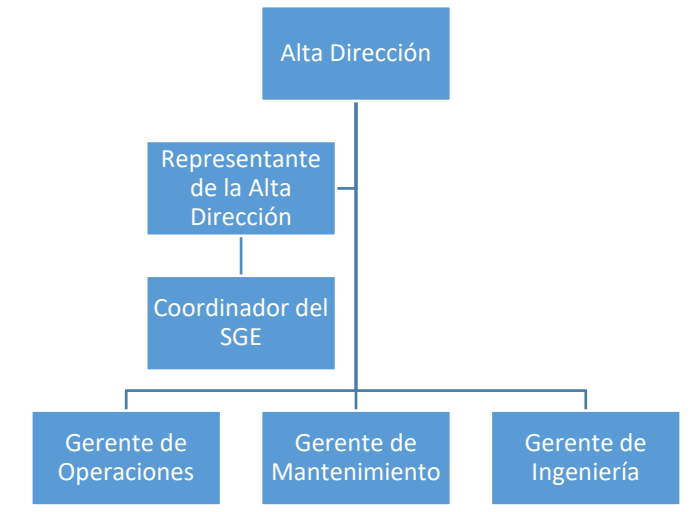 Alta Dirección
Representante
de la Alta
Dirección
Coordinador del
SGE
Gerente de
Operaciones
Gerente de
Mantenimiento
Gerente de
Ingeniería